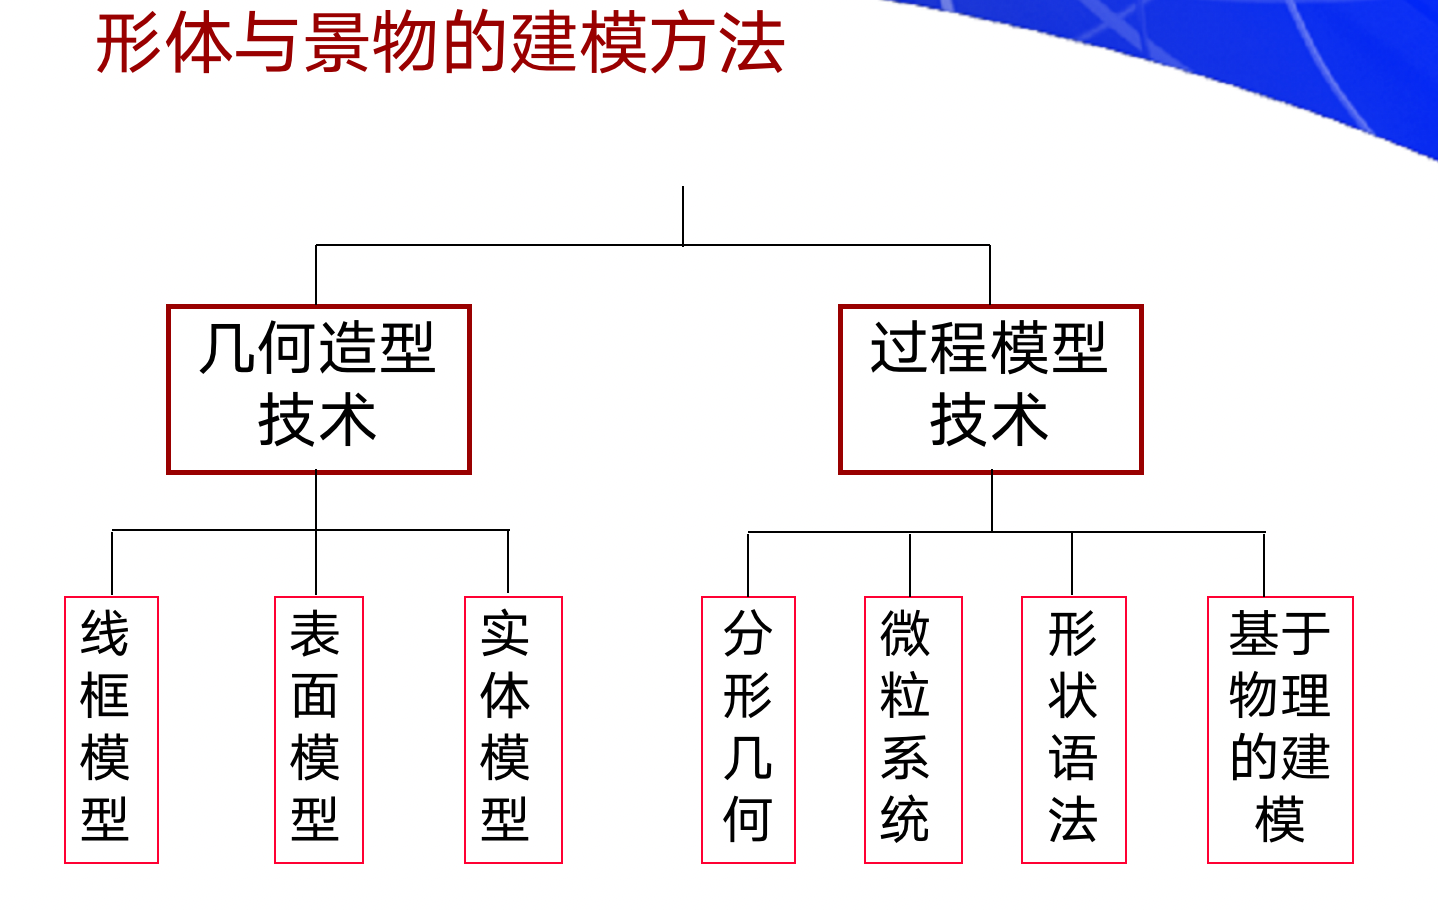 形体与景物的建模方法
几何造型
技术
过程模型
技术
线
框
模
型
表
面
模
型
实
体
模
型
分
形
几
何
微
粒
系
统
形
状
语
法
基于
物理
的建
模